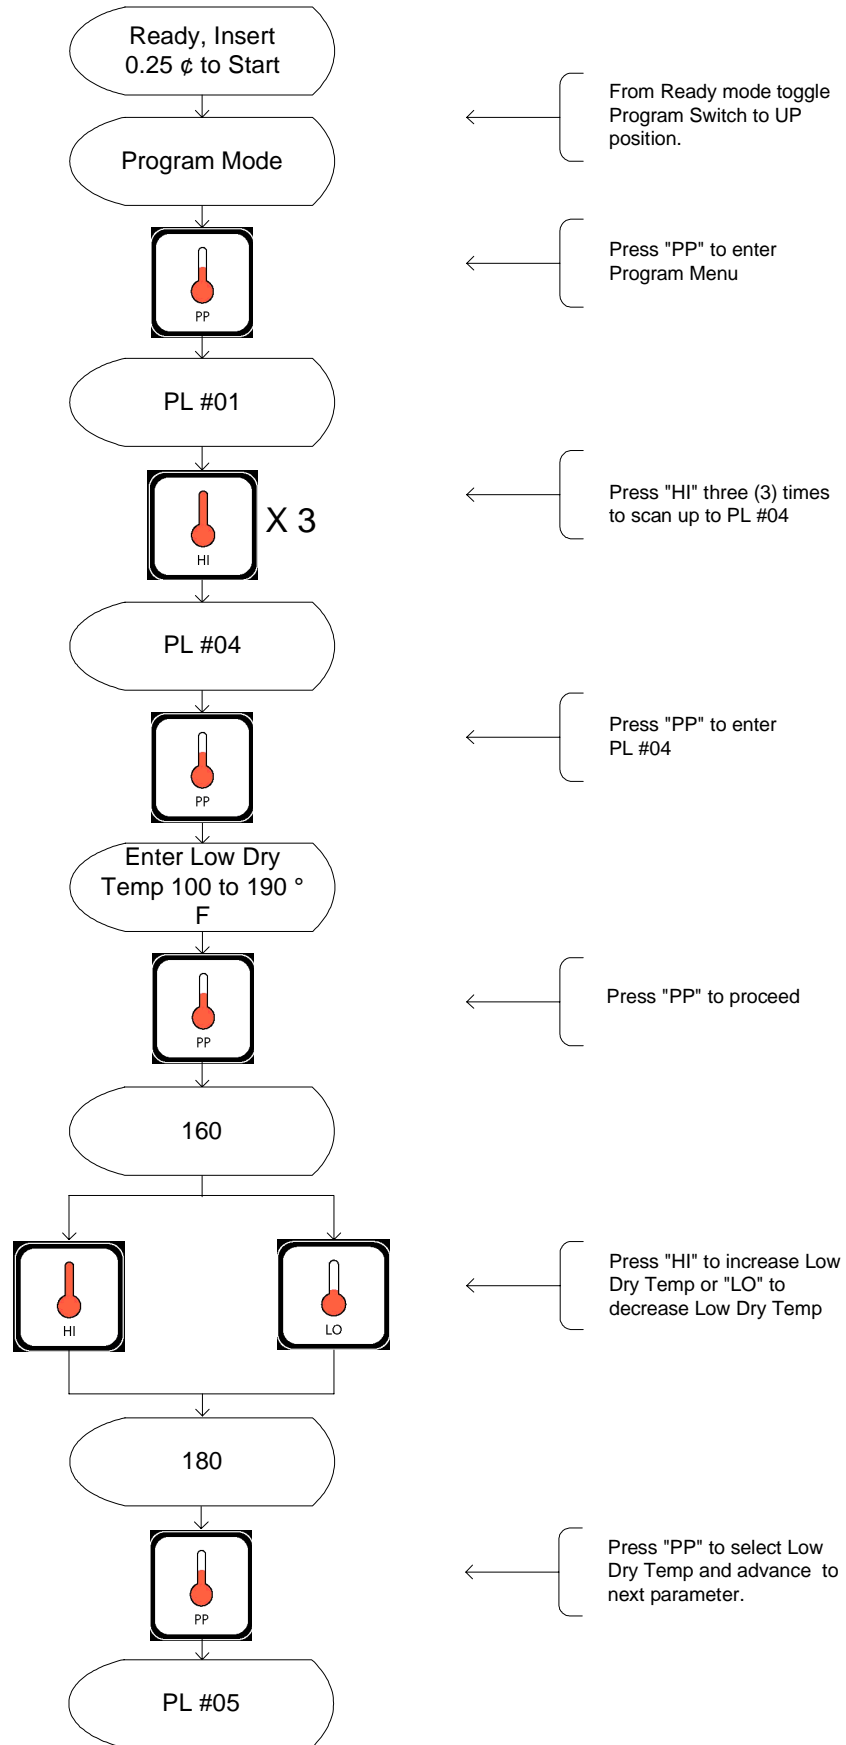 Ready, Insert
0.25 ¢ to Start
From Ready mode toggle
Program Switch to UP
position.
Program Mode
PP
Press "PP" to enter
Program Menu
PL #01
HI
X 3
Press "HI" three (3) times
to scan up to PL #04
PL #04
PP
Press "PP" to enter
PL #04
Enter Low Dry
Temp 100 to 190 °
F
PP
Press "PP" to proceed
160
HI
LO
Press "HI" to increase Low
Dry Temp or "LO" to
decrease Low Dry Temp
180
PP
Press "PP" to select Low
Dry Temp and advance to
next parameter.
PL #05